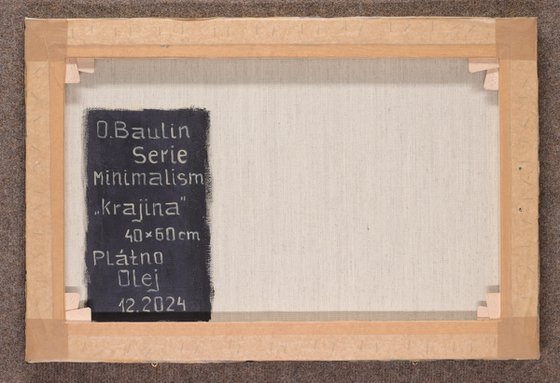 O.Baulin
Serie
Minimalism
„Krajina"
40×60cm
Plátno
Olej
12.2024